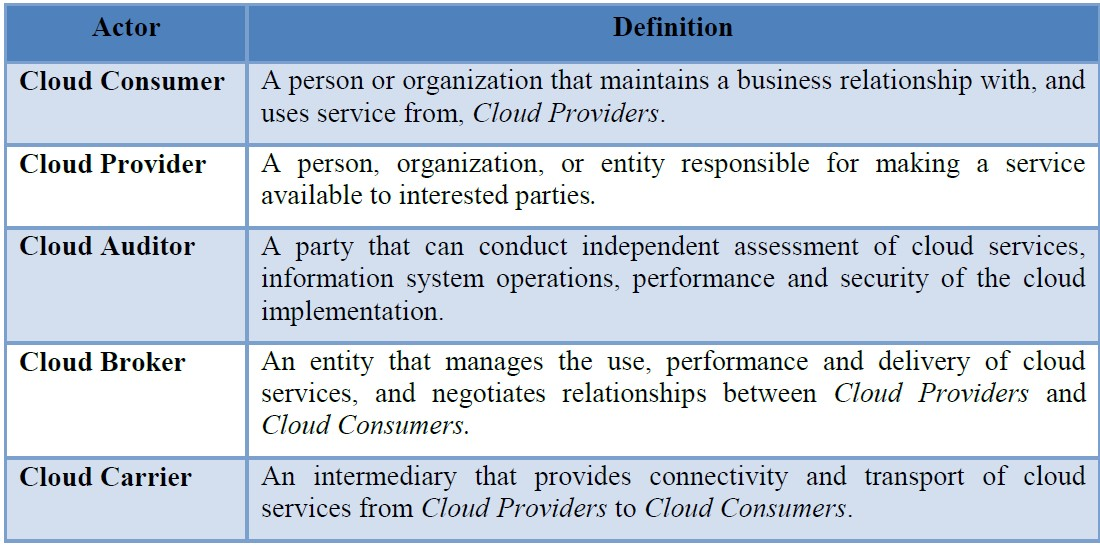 Actor Definition
Cloud Consumer A person or organization that maintains a business relationship with, and
uses service from, Cloud Providers.
Cloud Provider A person, organization, or entity responsible for making a service
available to interested parties.
Cloud Auditor A party that can conduct independent assessment of cloud services,
information system operations, performance and security of the cloud
implementation.
Cloud Broker An entity that manages the use, performance and delivery of cloud
services, and negotiates relationships between Cloud Providers and
Cloud Consumers.
Cloud Carrier An intermediary that provides connectivity and transport of cloud
services from Cloud Providers to Cloud Consumers.